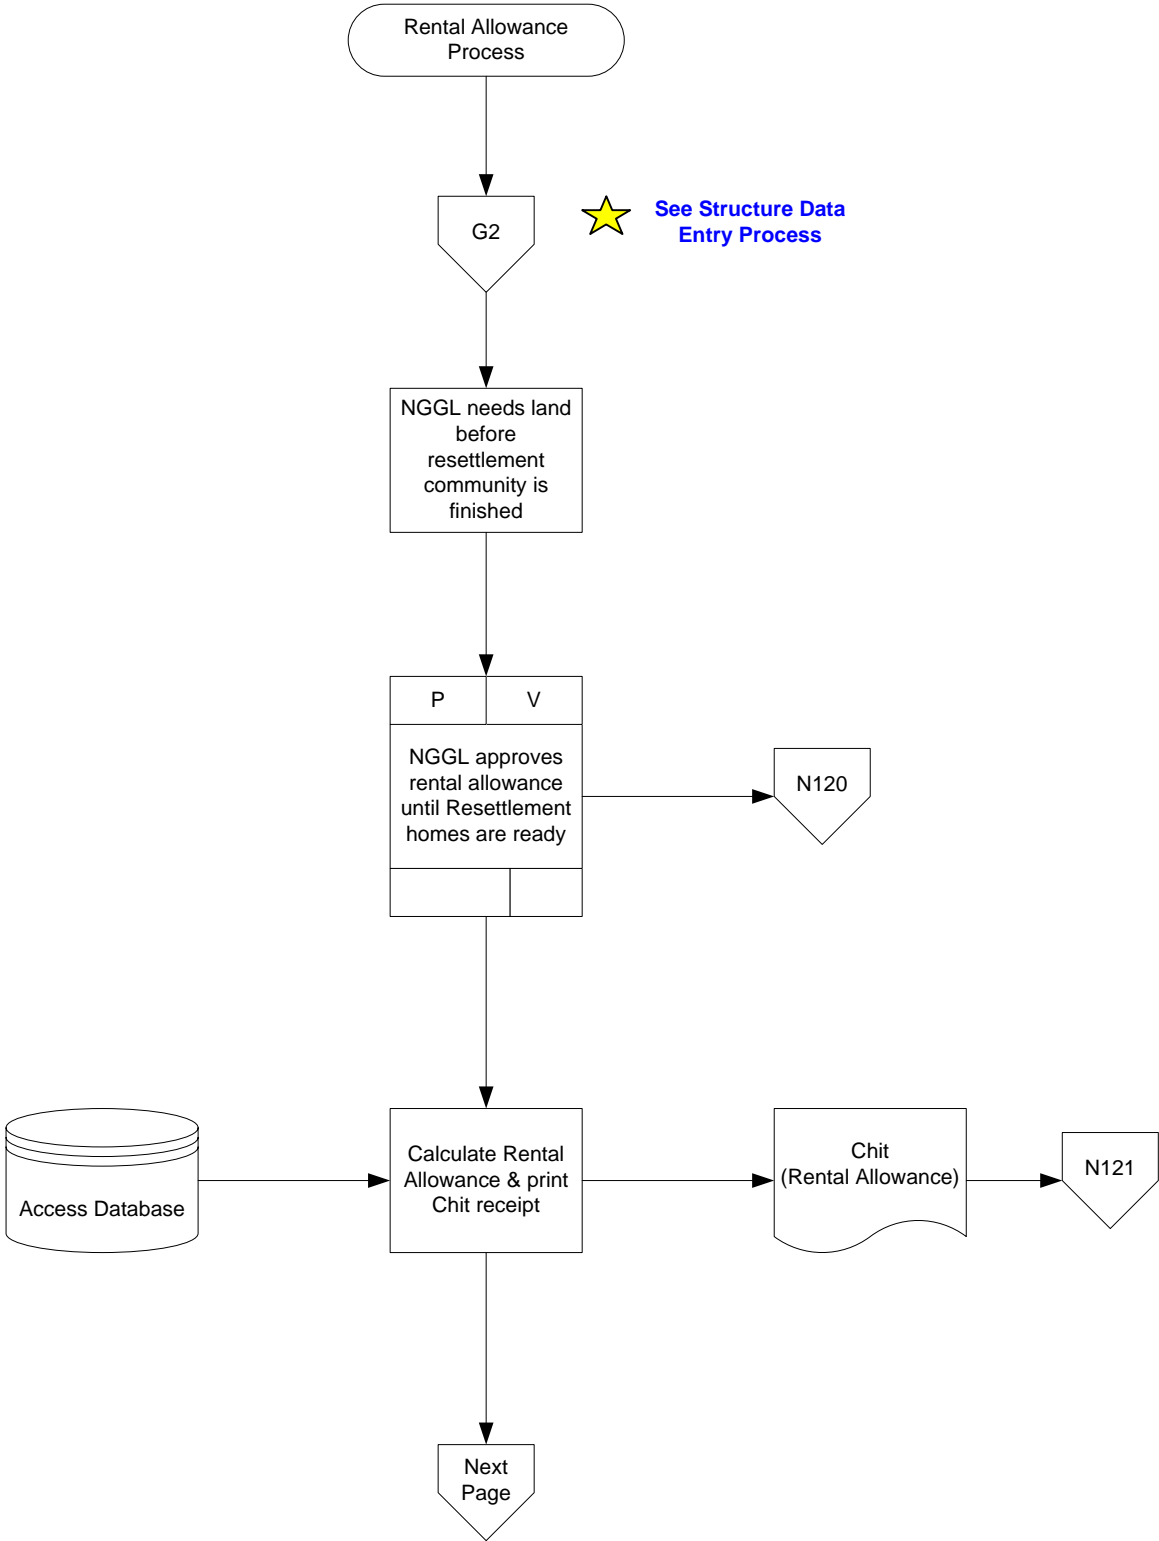 Rental Allowance
Process
G2
See Structure Data
Entry Process
NGGL needs land
before
resettlement
community is
finished
P
V
NGGL approves
rental allowance
until Resettlement
homes are ready
N120
Access Database
Calculate Rental
Allowance & print
Chit receipt
Chit
(Rental Allowance)
N121
Next
Page